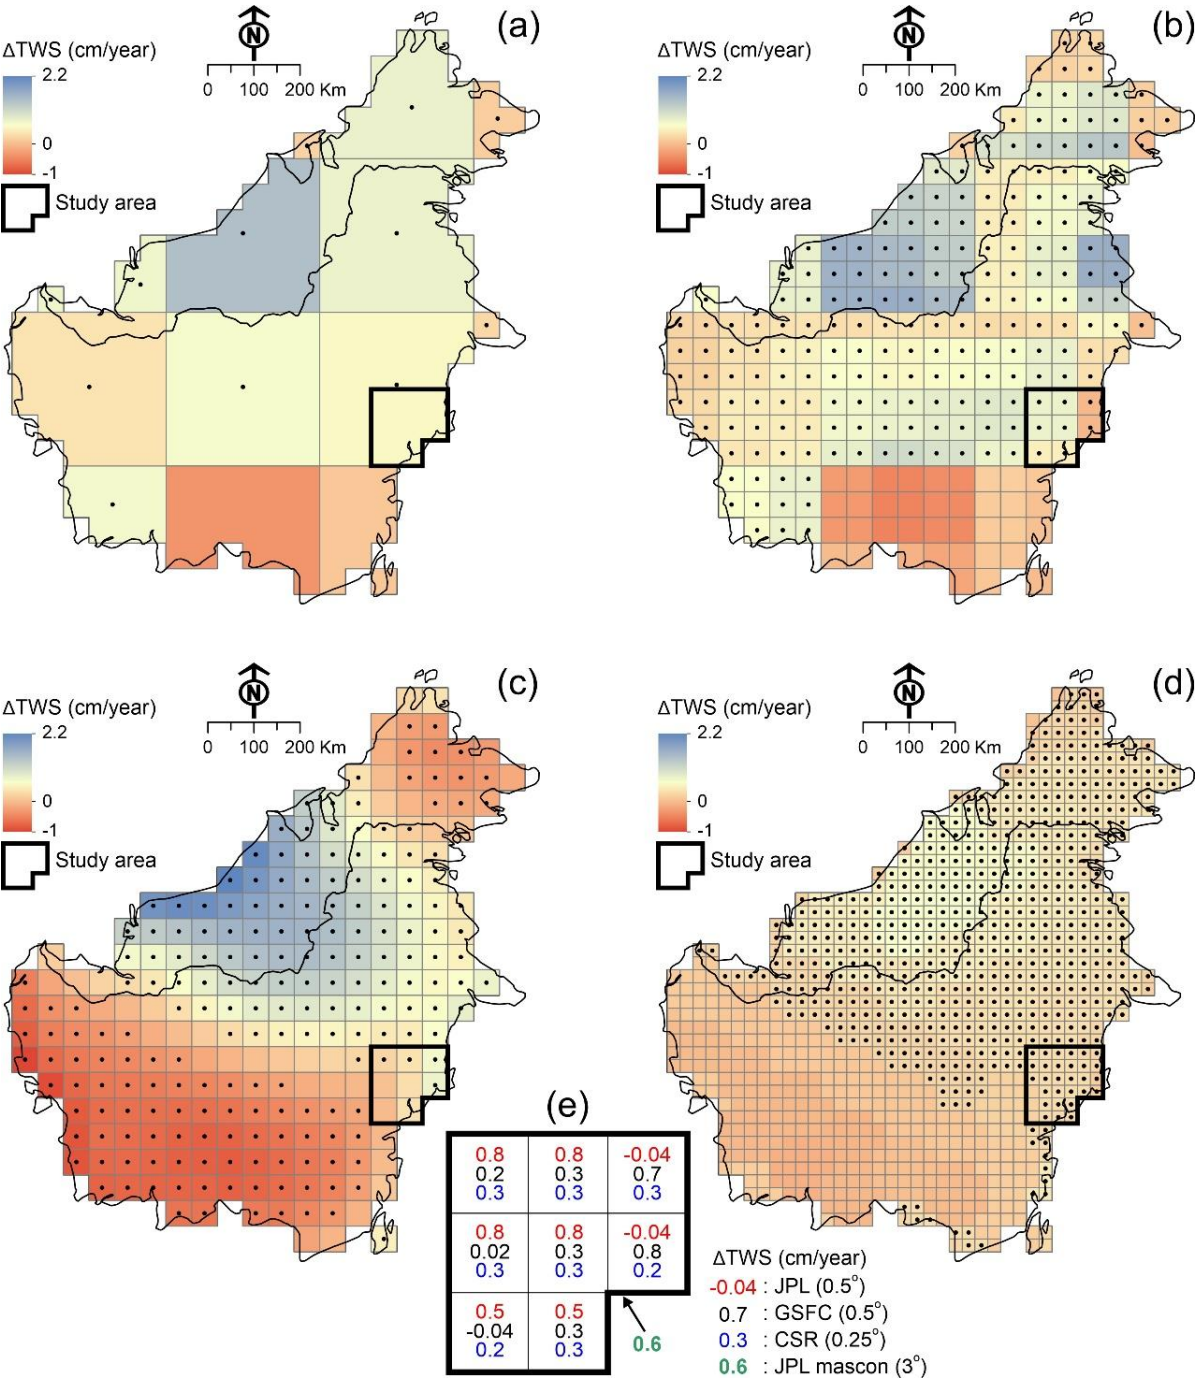 (a)
N
ΔTWS (cm/year)
2.2
0
-1
0 100 200 Km
Study area
(b)
N
ΔTWS (cm/year)
2.2
0
-1
0 100 200 Km
Study area
(c)
N
ΔTWS (cm/year)
2.2
0
-1
0 100 200 Km
Study area
(d)
N
ΔTWS (cm/year)
2.2
0
-1
0 100 200 Km
Study area
(e)
0.8 0.8 -0.04
0.2 0.3 0.7
0.3 0.3 0.3
0.8 0.8 -0.04
0.02 0.3 0.8
0.3 0.3 0.2
0.5 0.5
-0.04 0.3
0.2 0.3
0.6
ΔTWS (cm/year)
-0.04 : JPL (0.5°)
0.7 : GSFC (0.5°)
0.3 : CSR (0.25°)
0.6 : JPL mascon (3°)